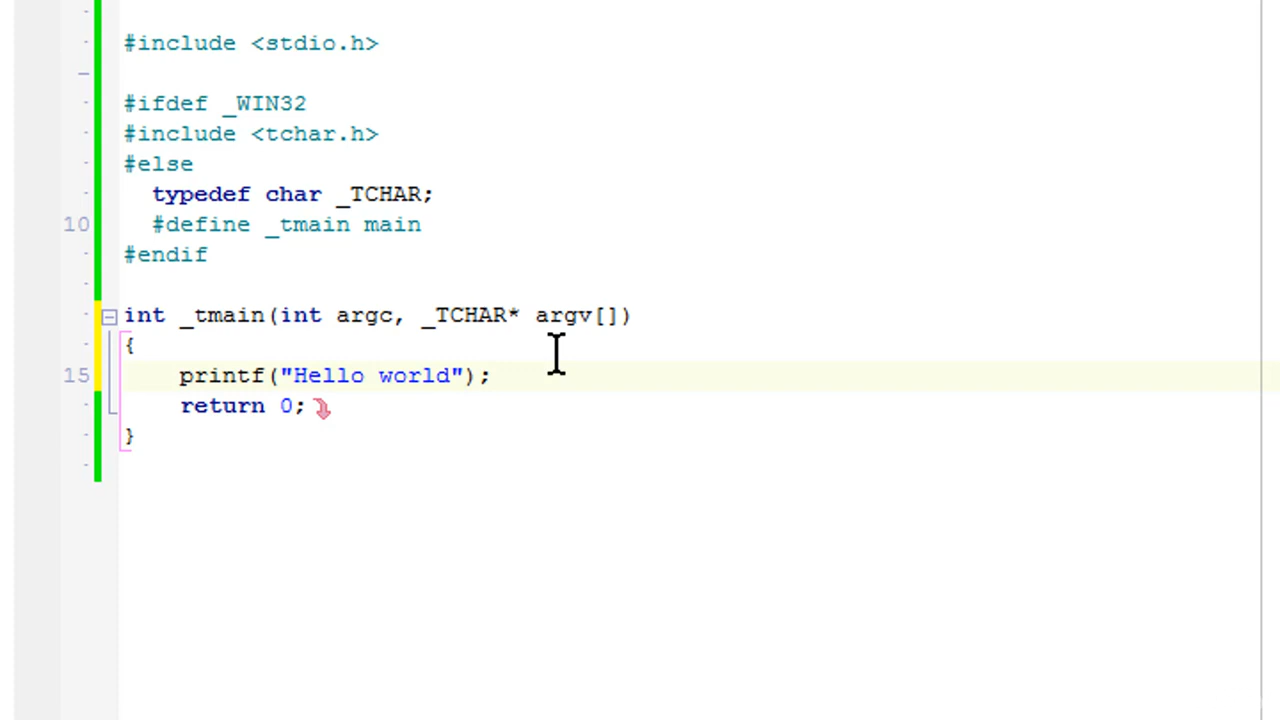 #include <stdio.h>
#ifdef _WIN32
#include <tchar.h>
#else
typedef char _TCHAR;
10 #define _tmain main
#endif
int _tmain(int argc, _TCHAR* argv[])
{
15 printf("Hello world");
return 0;
}